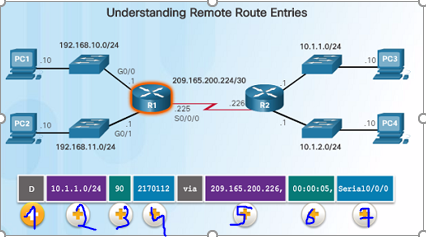 Understanding Remote Route Entries
192.168.10.0/24
10.1.1.0/24
PC1
.10
G0/0
.1
209.165.200.224/30
.1
.10
PC3
R1
.225
S0/0/0
.226
R2
PC2
.10
G0/1
.1
192.168.11.0/24
.1
.10
PC4
10.1.2.0/24
D 10.1.1.0/24 90 2170112 via 209.165.200.226, 00:00:05, Serial0/0/0
1 2 3 4 5 6 7